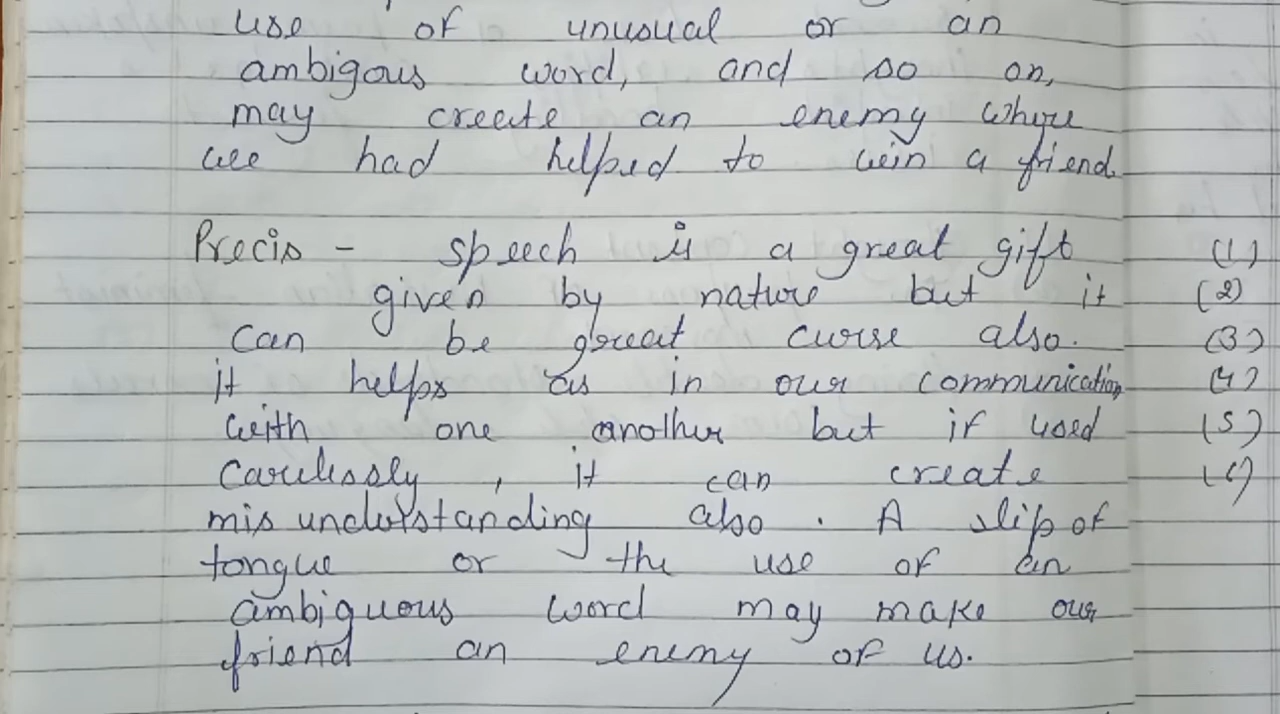 use of unusual or an
ambigous word, and so on,
may create an enemy where
we had helped to win a friend.
Precis - speech is a great gift (1)
given by nature but it (2)
can be great curse also. (3)
it helps us in our communication (4)
with one another but if used (5)
carelessly, it can create (6)
misunderstanding also. A slip of
tongue or the use of an
ambiguous word may make our
friend an enemy of us.